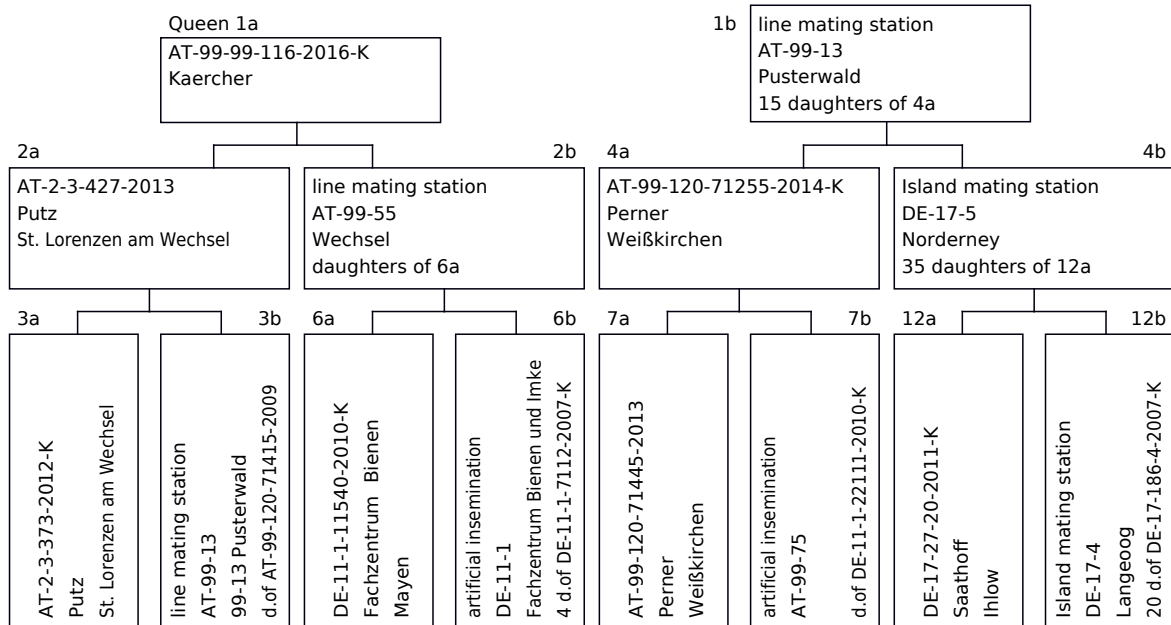 Queen 1a
AT-99-99-116-2016-K
Kaercher
1b
line mating station
AT-99-13
Pusterwald
15 daughters of 4a
2a
AT-2-3-427-2013
Putz
St. Lorenzen am Wechsel
2b
line mating station
AT-99-55
Wechsel
daughters of 6a
4a
AT-99-120-71255-2014-K
Perner
Weißkirchen
4b
Island mating station
DE-17-5
Norderney
35 daughters of 12a
3a
AT-2-3-373-2012-K
Putz
St. Lorenzen am Wechsel
3b
line mating station
AT-99-13
99-13 Pusterwald
d.of AT-99-120-71415-2009
6a
DE-11-1-11540-2010-K
Fachzentrum Bienen
Mayen
6b
artificial insemination
DE-11-1
Fachzentrum Bienen und Imke
4 d.of DE-11-1-7112-2007-K
7a
AT-99-120-71445-2013
Perner
Weißkirchen
7b
artificial insemination
AT-99-75
d.of DE-11-1-22111-2010-K
12a
DE-17-27-20-2011-K
Saathoff
Ihlow
12b
Island mating station
DE-17-4
Langeoog
20 d.of DE-17-186-4-2007-K